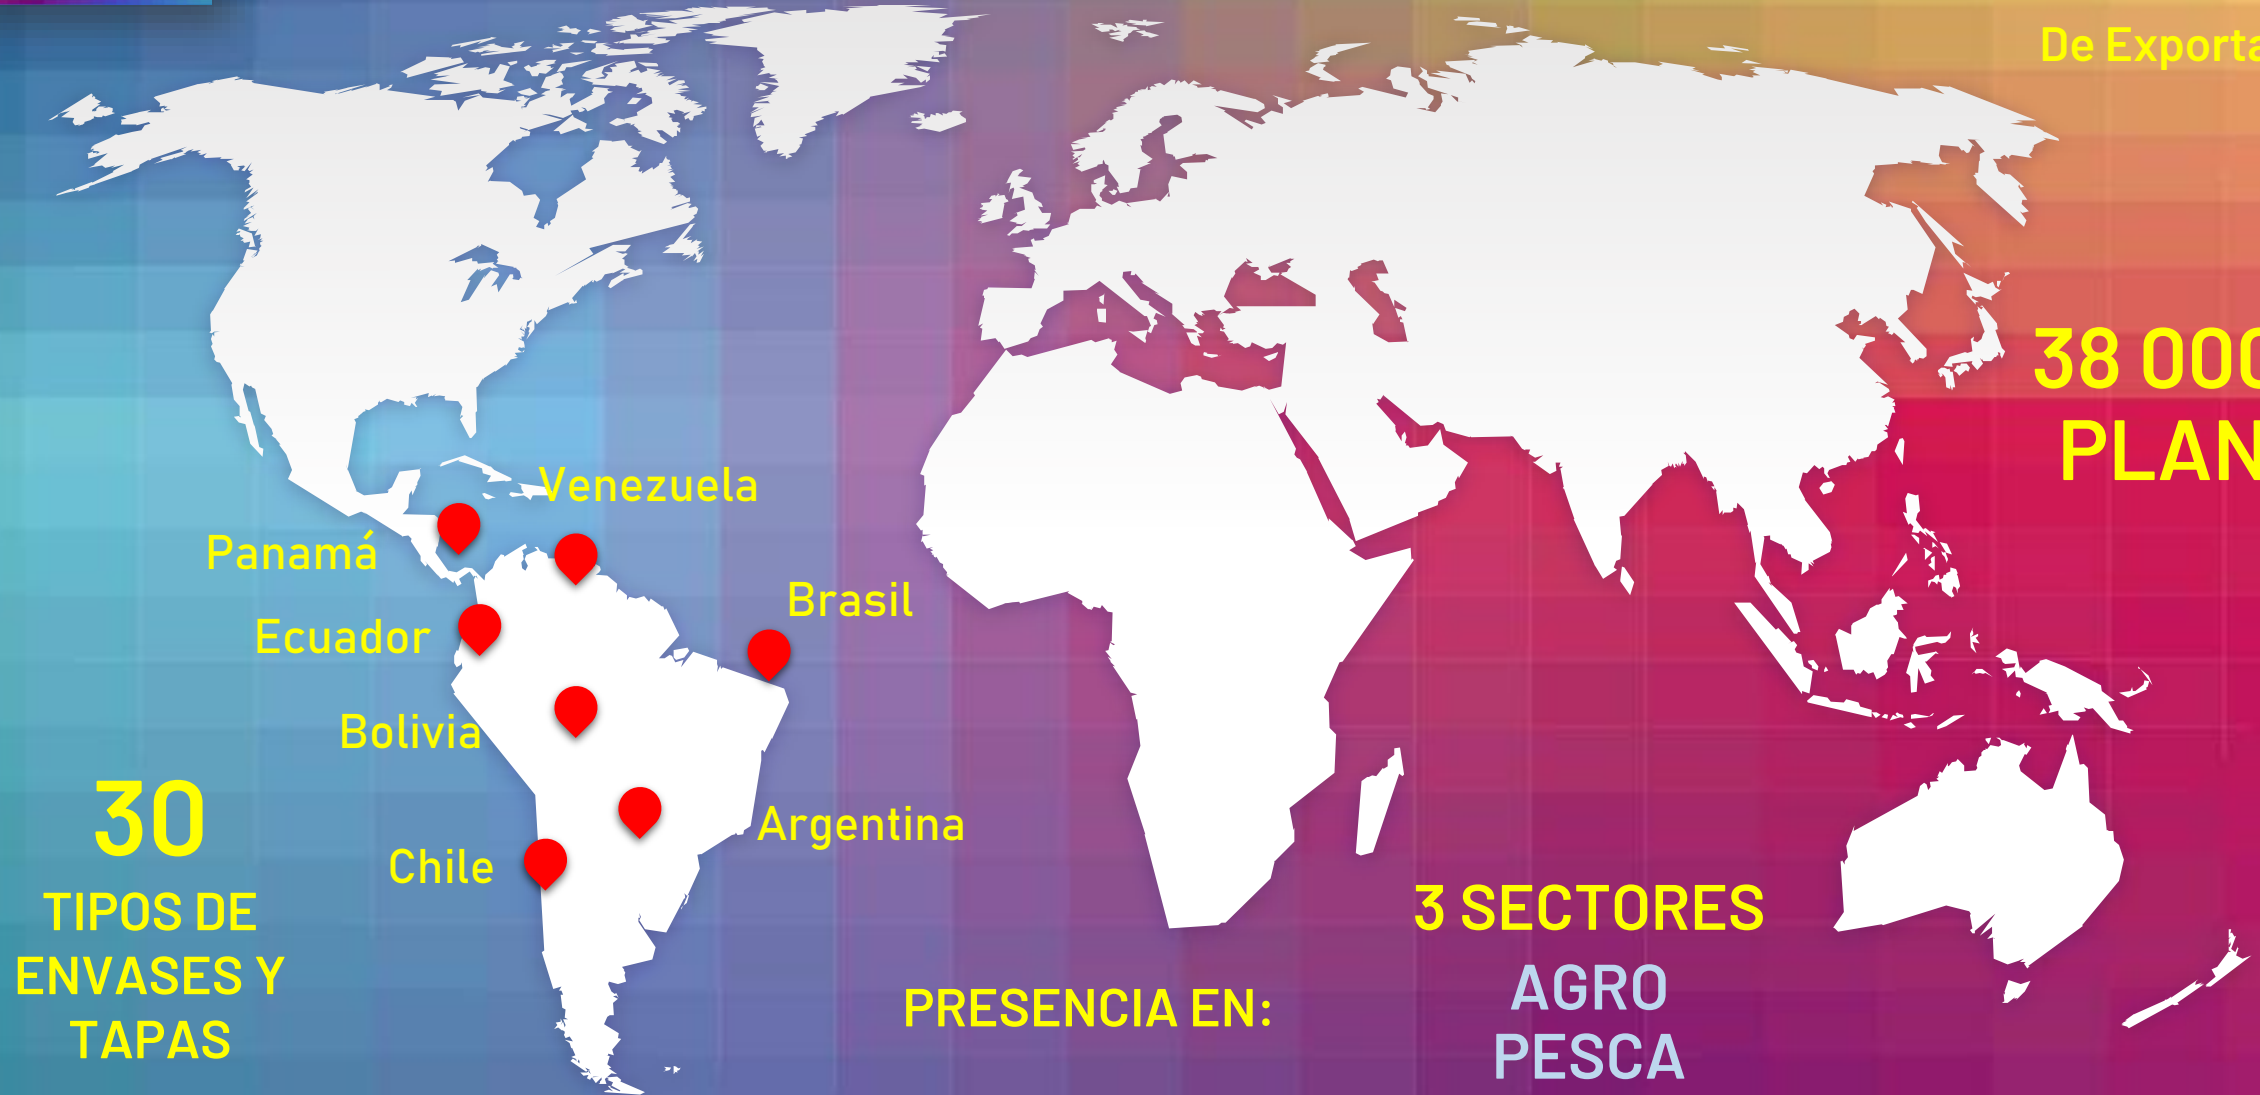 De Exporta
38 000
PLAN
Venezuela
Panamá
Brasil
Ecuador
Bolivia
Argentina
Chile
30
TIPOS DE
ENVASES Y
TAPAS
PRESENCIA EN:
3 SECTORES
AGRO
PESCA